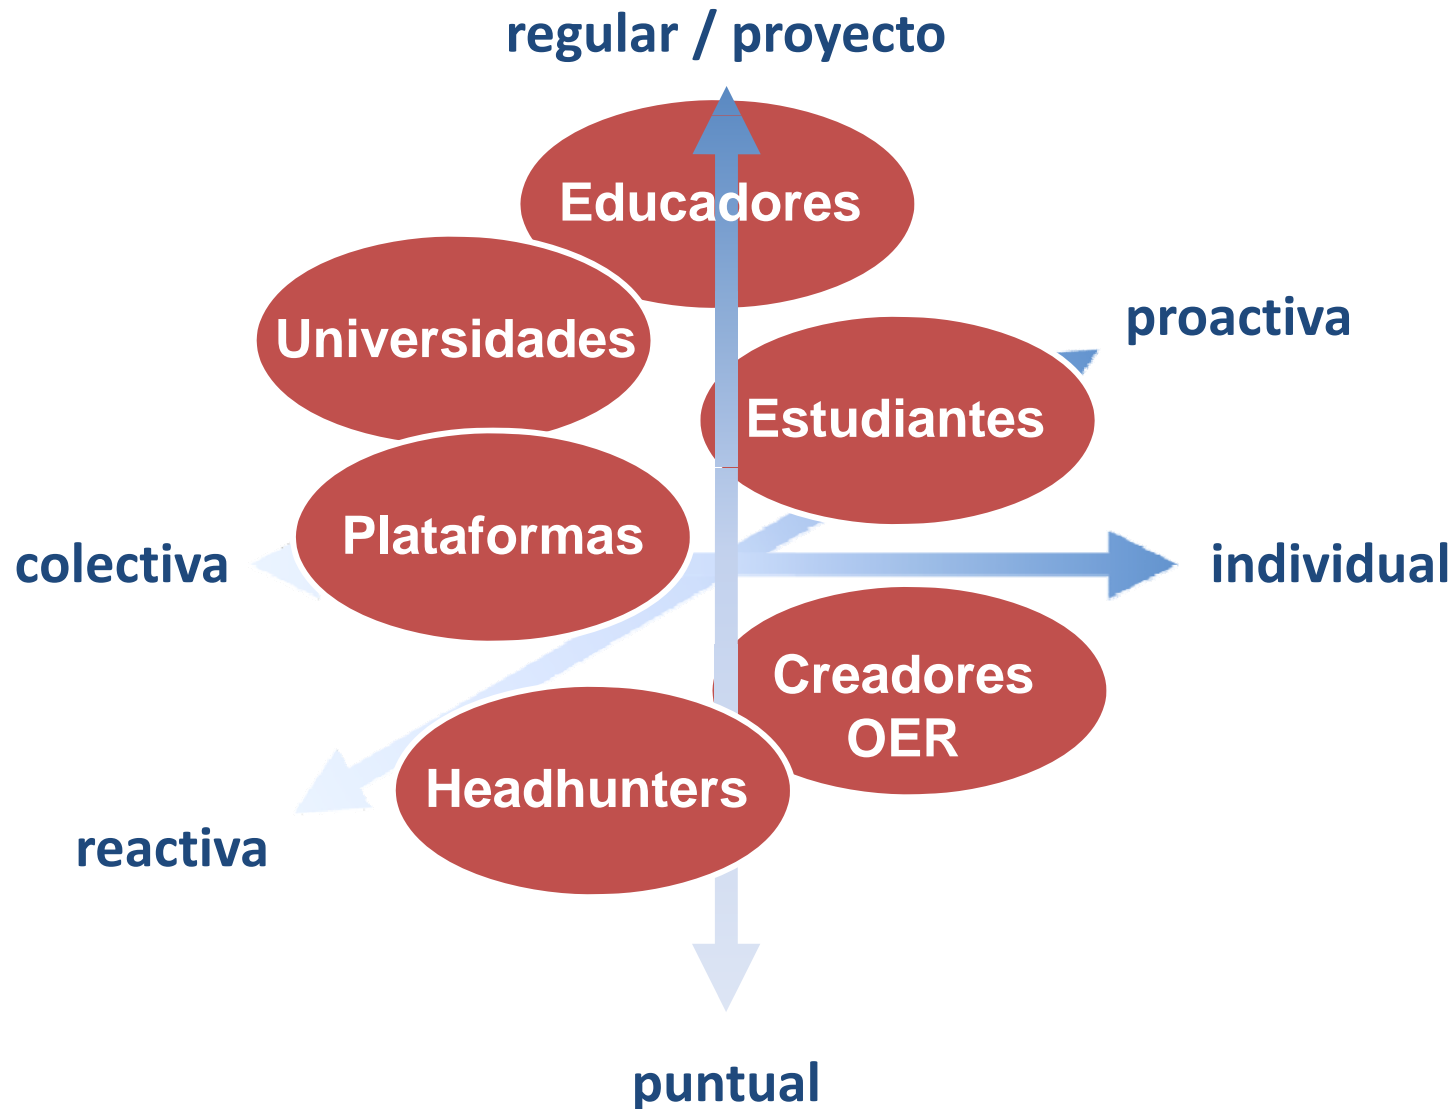 regular / proyecto
Educadores
proactiva
Universidades
Estudiantes
Plataformas
colectiva
individual
Creadores
OER
Headhunters
reactiva
puntual